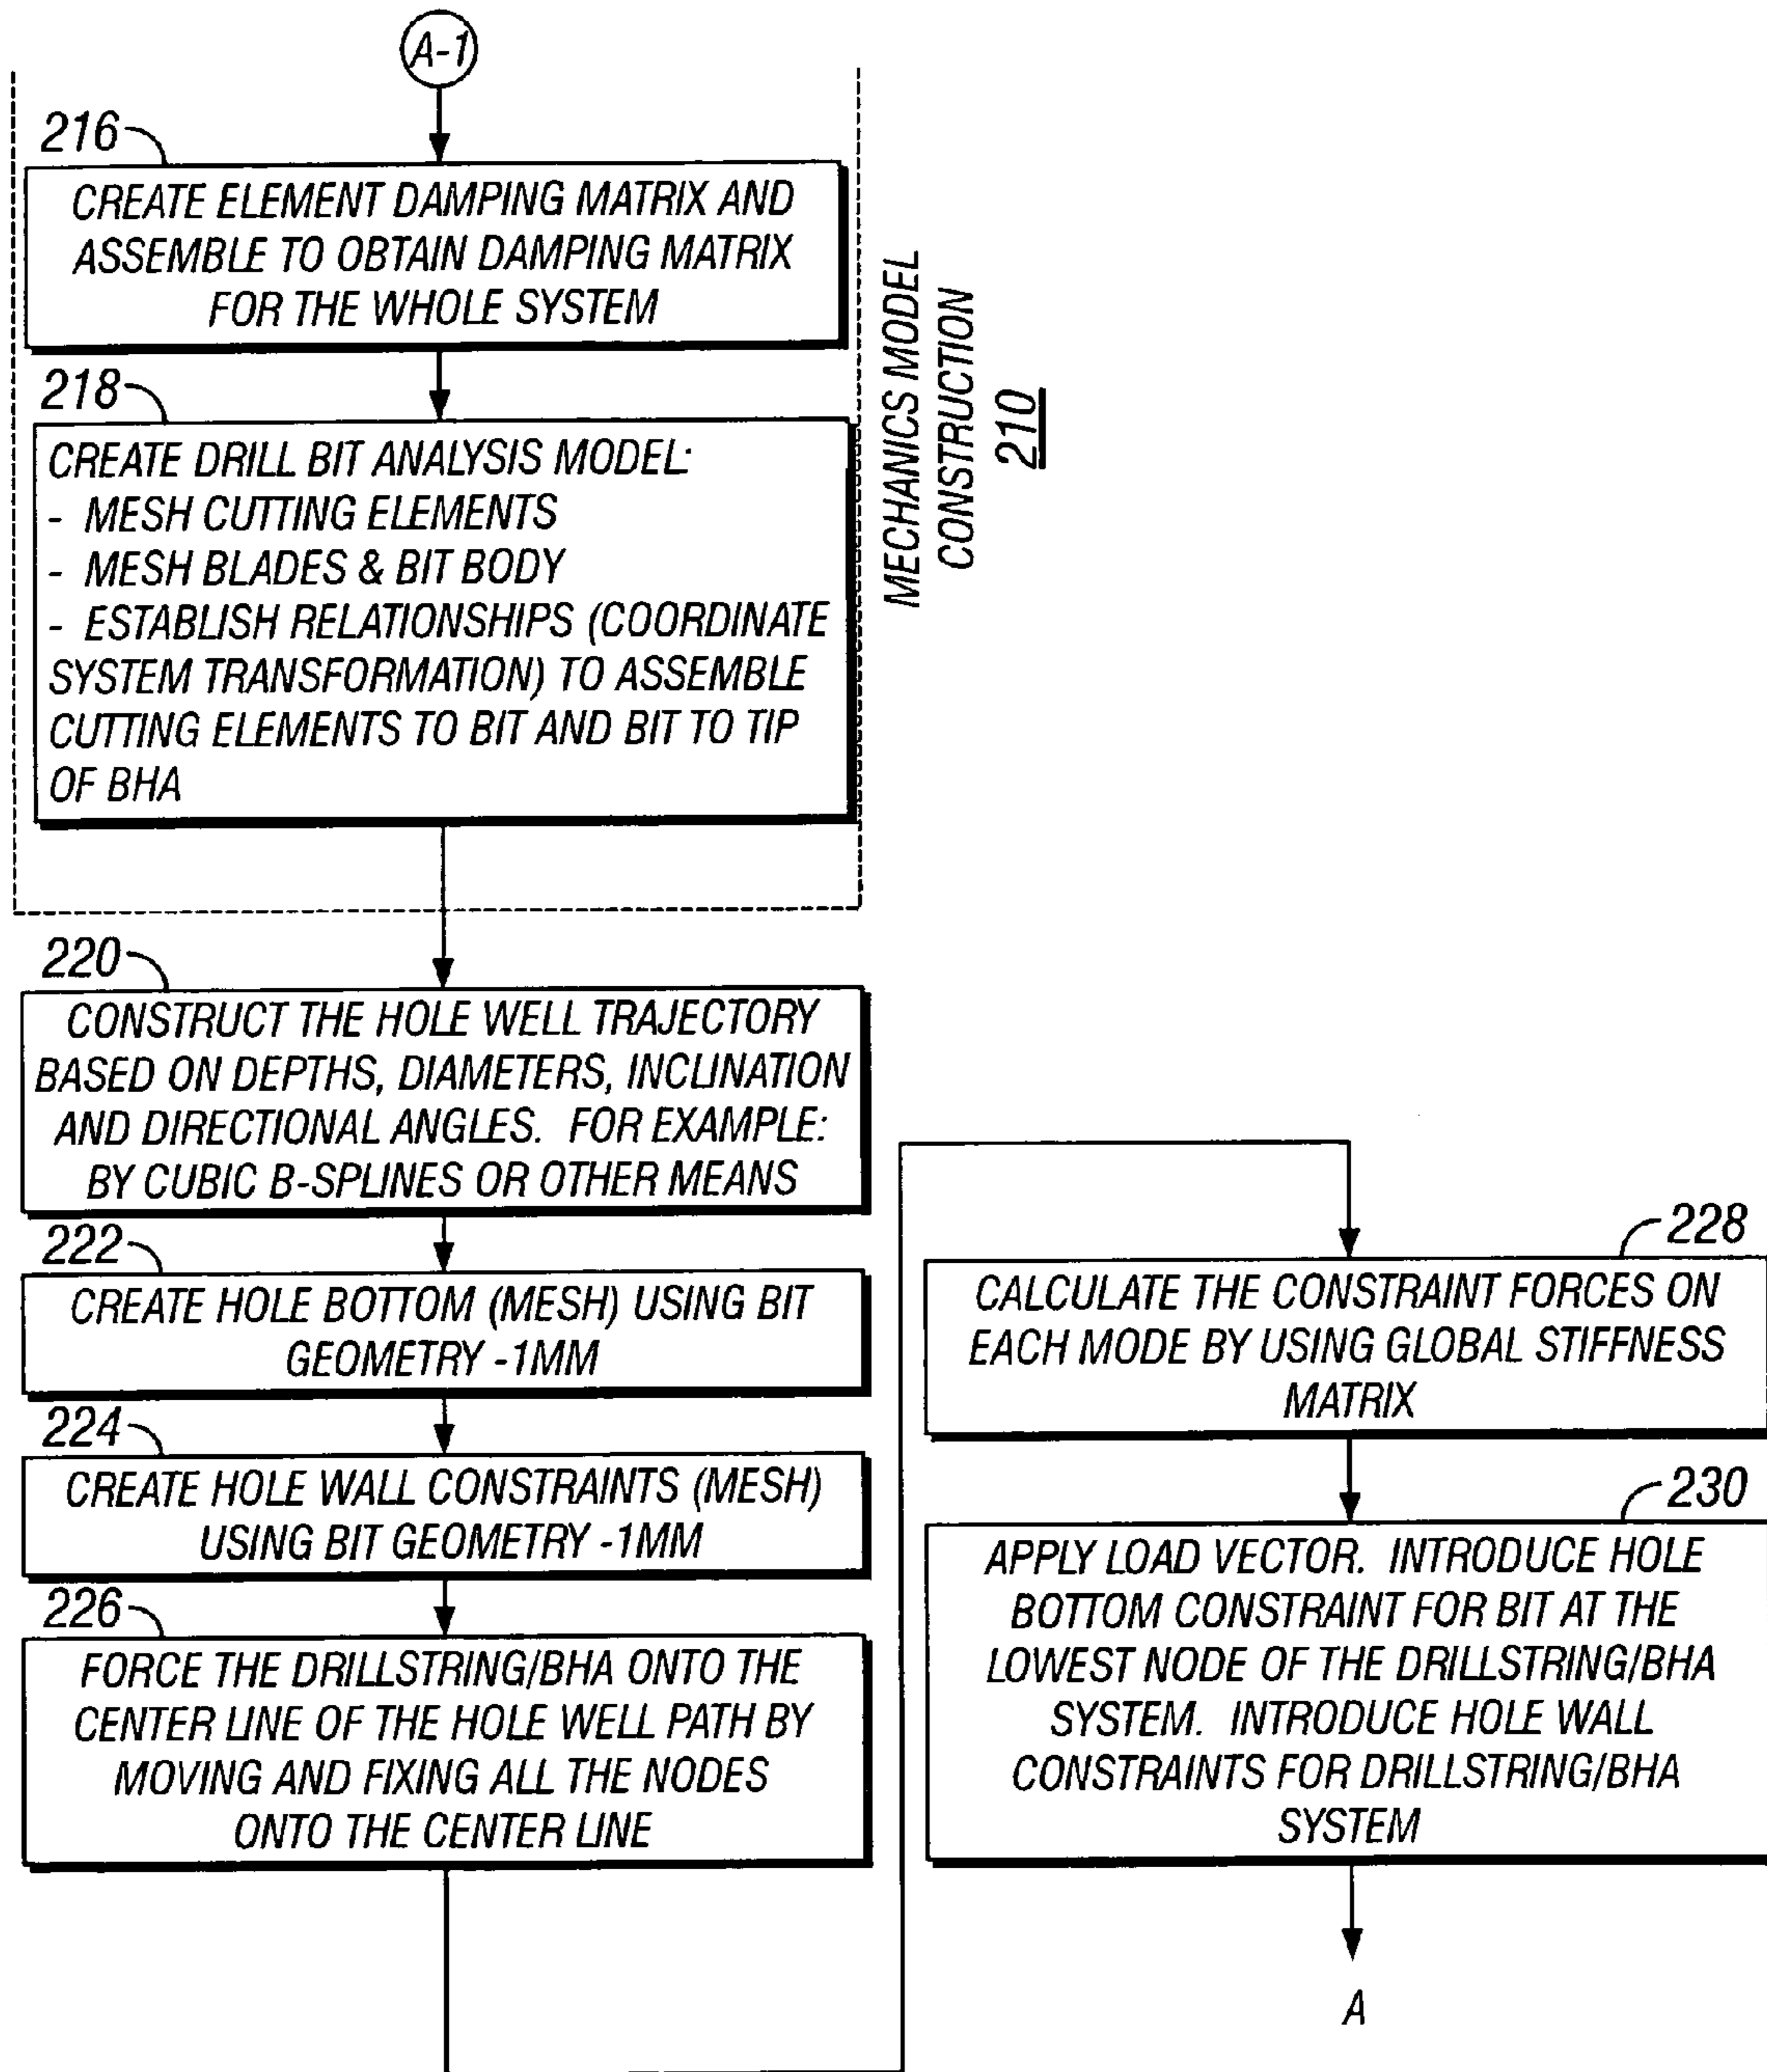 A-1
216
CREATE ELEMENT DAMPING MATRIX AND
ASSEMBLE TO OBTAIN DAMPING MATRIX
FOR THE WHOLE SYSTEM
218
CREATE DRILL BIT ANALYSIS MODEL:
- MESH CUTTING ELEMENTS
- MESH BLADES & BIT BODY
- ESTABLISH RELATIONSHIPS (COORDINATE
SYSTEM TRANSFORMATION) TO ASSEMBLE
CUTTING ELEMENTS TO BIT AND BIT TO TIP
OF BHA
MECHANICS MODEL
CONSTRUCTION
210
220
CONSTRUCT THE HOLE WELL TRAJECTORY
BASED ON DEPTHS, DIAMETERS, INCLINATION
AND DIRECTIONAL ANGLES. FOR EXAMPLE:
BY CUBIC B-SPLINES OR OTHER MEANS
222
CREATE HOLE BOTTOM (MESH) USING BIT
GEOMETRY -1MM
224
CREATE HOLE WALL CONSTRAINTS (MESH)
USING BIT GEOMETRY -1MM
226
FORCE THE DRILLSTRING/BHA ONTO THE
CENTER LINE OF THE HOLE WELL PATH BY
MOVING AND FIXING ALL THE NODES
ONTO THE CENTER LINE
228
CALCULATE THE CONSTRAINT FORCES ON
EACH MODE BY USING GLOBAL STIFFNESS
MATRIX
230
APPLY LOAD VECTOR. INTRODUCE HOLE
BOTTOM CONSTRAINT FOR BIT AT THE
LOWEST NODE OF THE DRILLSTRING/BHA
SYSTEM. INTRODUCE HOLE WALL
CONSTRAINTS FOR DRILLSTRING/BHA
SYSTEM
A